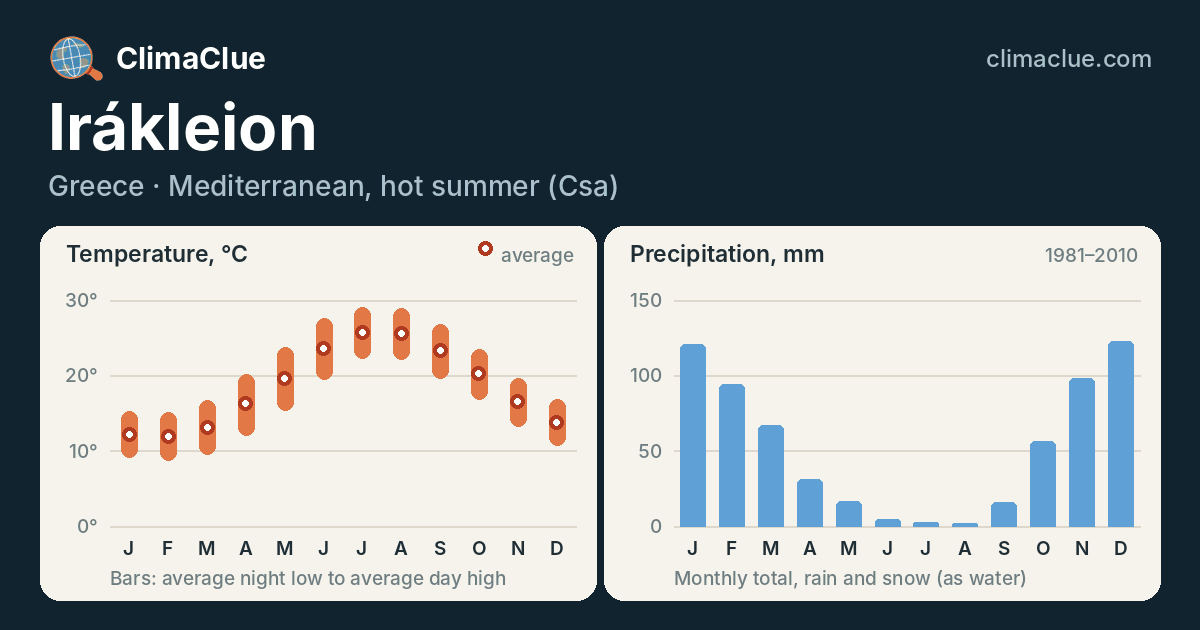 ClimaClue
climaclue.com
Irákleion
Greece · Mediterranean, hot summer (Csa)
Temperature, °C
average
30°
20°
10°
0°
J F M A M J J A S O N D
Bars: average night low to average day high
Precipitation, mm
1981–2010
150
100
50
0
J F M A M J J A S O N D
Monthly total, rain and snow (as water)